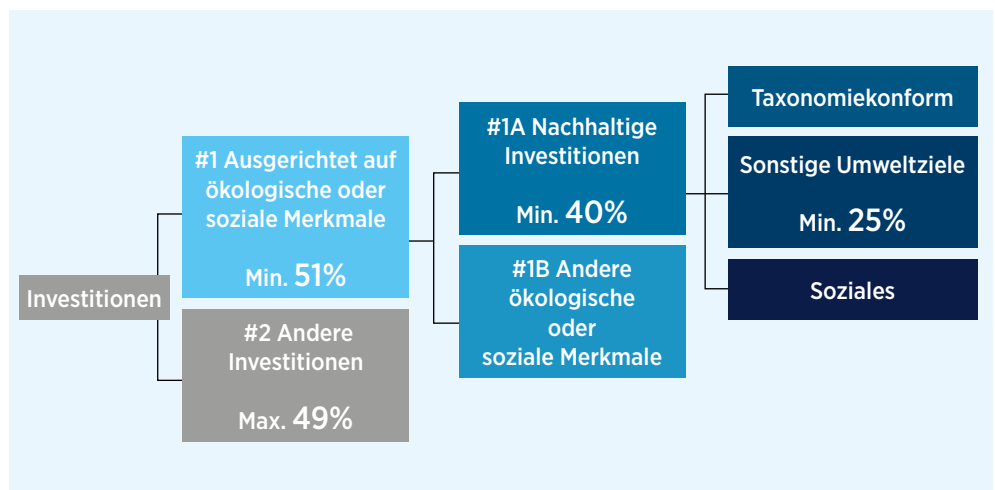 Investitionen
#1 Ausgerichtet auf
ökologische oder
soziale Merkmale
Min. 51%
#2 Andere
Investitionen
Max. 49%
#1A Nachhaltige
Investitionen
Min. 40%
#1B Andere
ökologische
oder
soziale Merkmale
Taxonomiekonform
Sonstige Umweltziele
Min. 25%
Soziales